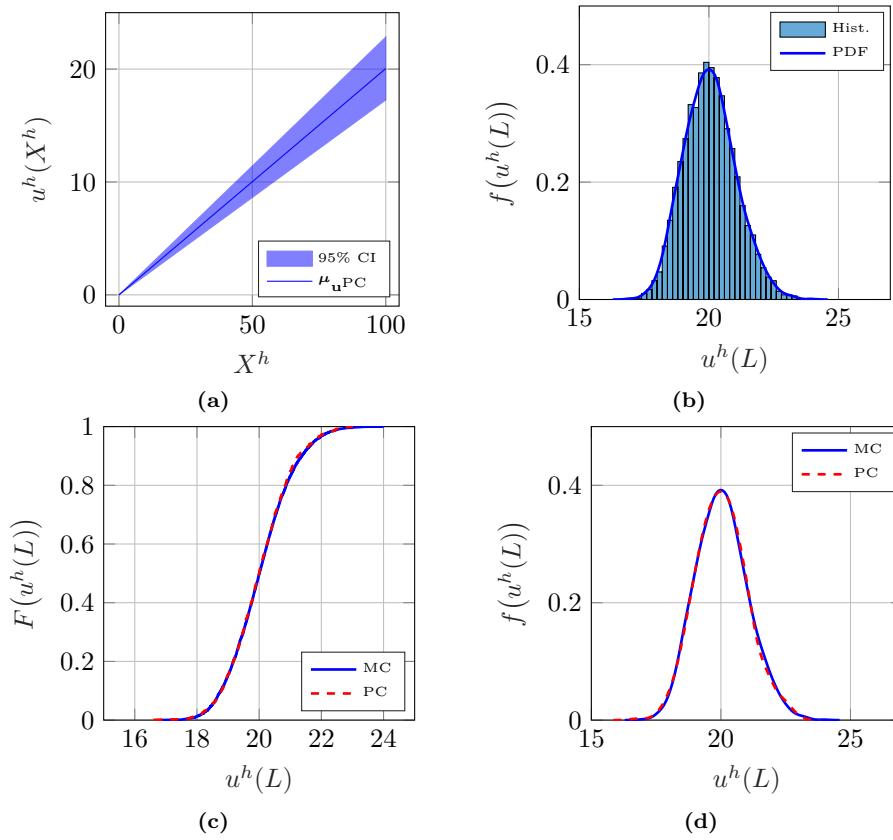 20
10
0
u^h(X^h)
95% CI
μ_u PC
0
50
100
X^h
(a)
0.4
0.2
0
f(u^h(L))
Hist.
PDF
15
20
25
u^h(L)
(b)
1
0.8
0.6
0.4
0.2
0
F(u^h(L))
MC
PC
16
18
20
22
24
u^h(L)
(c)
0.4
0.2
0
f(u^h(L))
MC
PC
15
20
25
u^h(L)
(d)